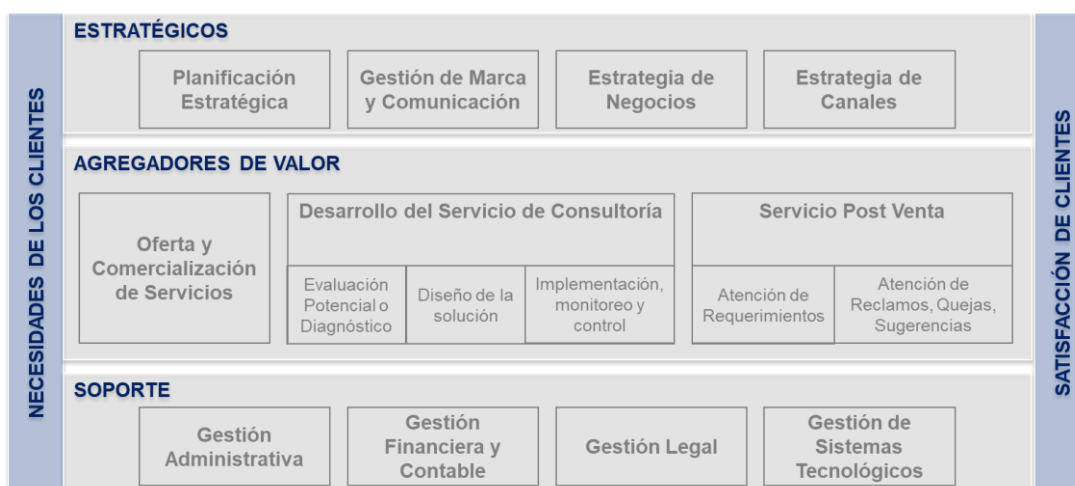 NECESIDADES DE LOS CLIENTES
ESTRATÉGICOS
Planificación
Estratégica
Gestión de Marca
y Comunicación
Estrategia de
Negocios
Estrategia de
Canales
AGREGADORES DE VALOR
Oferta y
Comercialización
de Servicios
Desarrollo del Servicio de Consultoría
Evaluación
Potencial o
Diagnóstico
Diseño de la
solución
Implementación,
monitoreo y
control
Servicio Post Venta
Atención de
Requerimientos
Atención de
Reclamos, Quejas,
Sugerencias
SOPORTE
Gestión
Administrativa
Gestión
Financiera y
Contable
Gestión Legal
Gestión de
Sistemas
Tecnológicos
SATISFACCIÓN DE CLIENTES